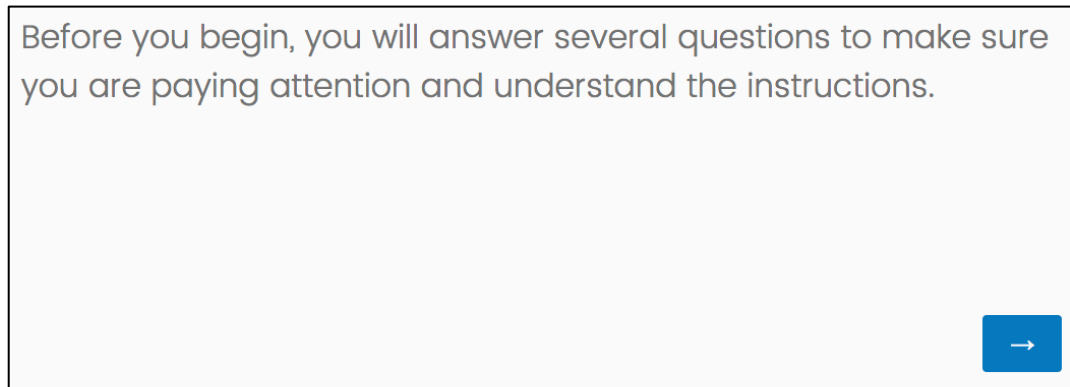 Before you begin, you will answer several questions to make sure
you are paying attention and understand the instructions.
→